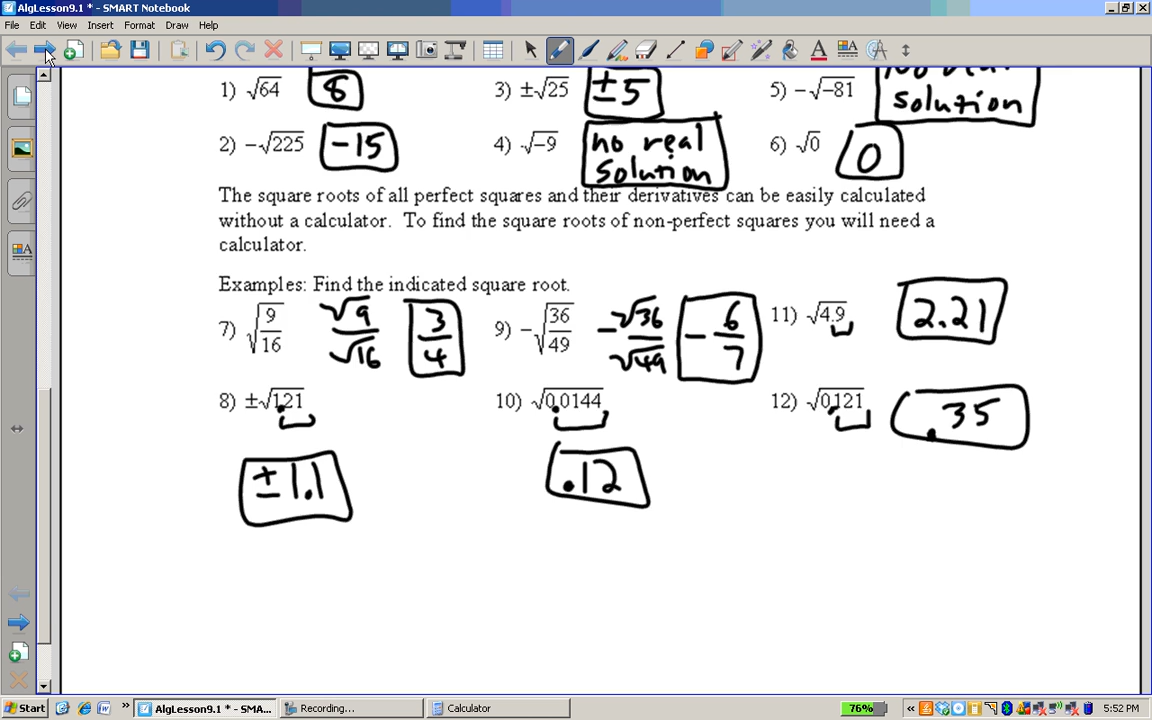 AlgLesson9.1 * - SMART Notebook
File Edit View Insert Format Draw Help
1) √64 8 3) ±√25 ±5 5) −√−81 no real solution
2) −√225 −15 4) √−9 no real solution 6) √0 0
The square roots of all perfect squares and their derivatives can be easily calculated
without a calculator. To find the square roots of non-perfect squares you will need a
calculator.
Examples: Find the indicated square root.
7) √9/16 √9/√16 3/4 9) −√36/49 −√36/√49 −6/7 11) √4.9 2.21
8) ±√1.21 10) √0.0144 12) √0.121 .35
±1.1 .12
Start AlgLesson9.1 * - SMA... Recording... Calculator 76% 5:52 PM